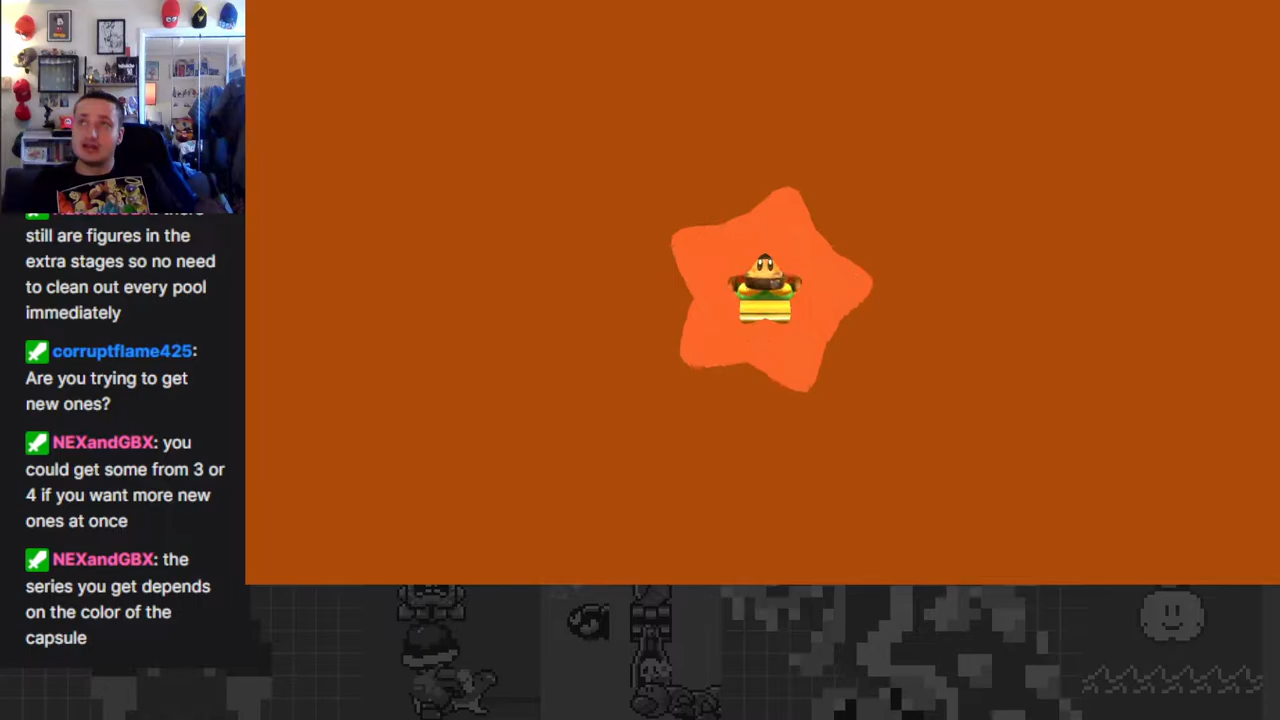 still are figures in the
extra stages so no need
to clean out every pool
immediately
corruptflame425:
Are you trying to get
new ones?
NEXandGBX: you
could get some from 3 or
4 if you want more new
ones at once
NEXandGBX: the
series you get depends
on the color of the
capsule